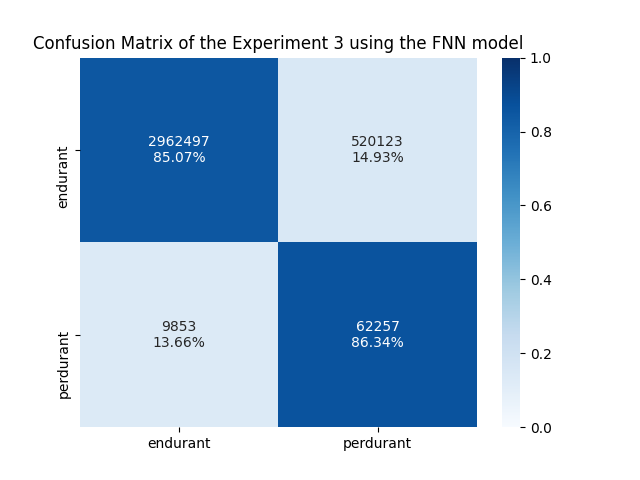 Confusion Matrix of the Experiment 3 using the FNN model
endurant
2962497
85.07%
520123
14.93%
perdurant
9853
13.66%
62257
86.34%
endurant
perdurant
1.0
0.8
0.6
0.4
0.2
0.0